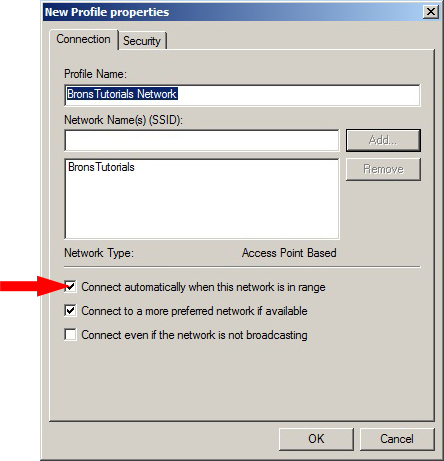 New Profile properties
Connection
Security
Profile Name:
BronsTutorials Network
Network Name(s) (SSID):
Add...
BronsTutorials
Remove
Network Type:
Access Point Based
Connect automatically when this network is in range
Connect to a more preferred network if available
Connect even if the network is not broadcasting
OK
Cancel